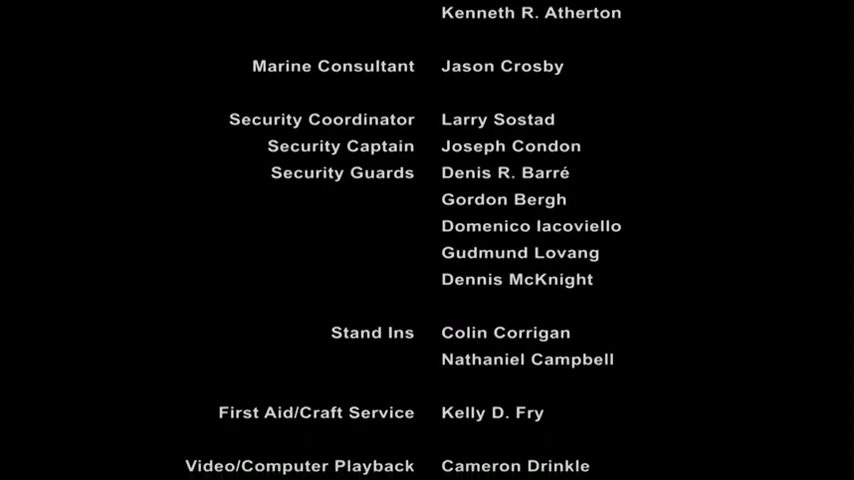 Kenneth R. Atherton
Marine Consultant Jason Crosby
Security Coordinator Larry Sostad
Security Captain Joseph Condon
Security Guards Denis R. Barré
Gordon Bergh
Domenico Iacoviello
Gudmund Lovang
Dennis McKnight
Stand Ins Colin Corrigan
Nathaniel Campbell
First Aid/Craft Service Kelly D. Fry
Video/Computer Playback Cameron Drinkle